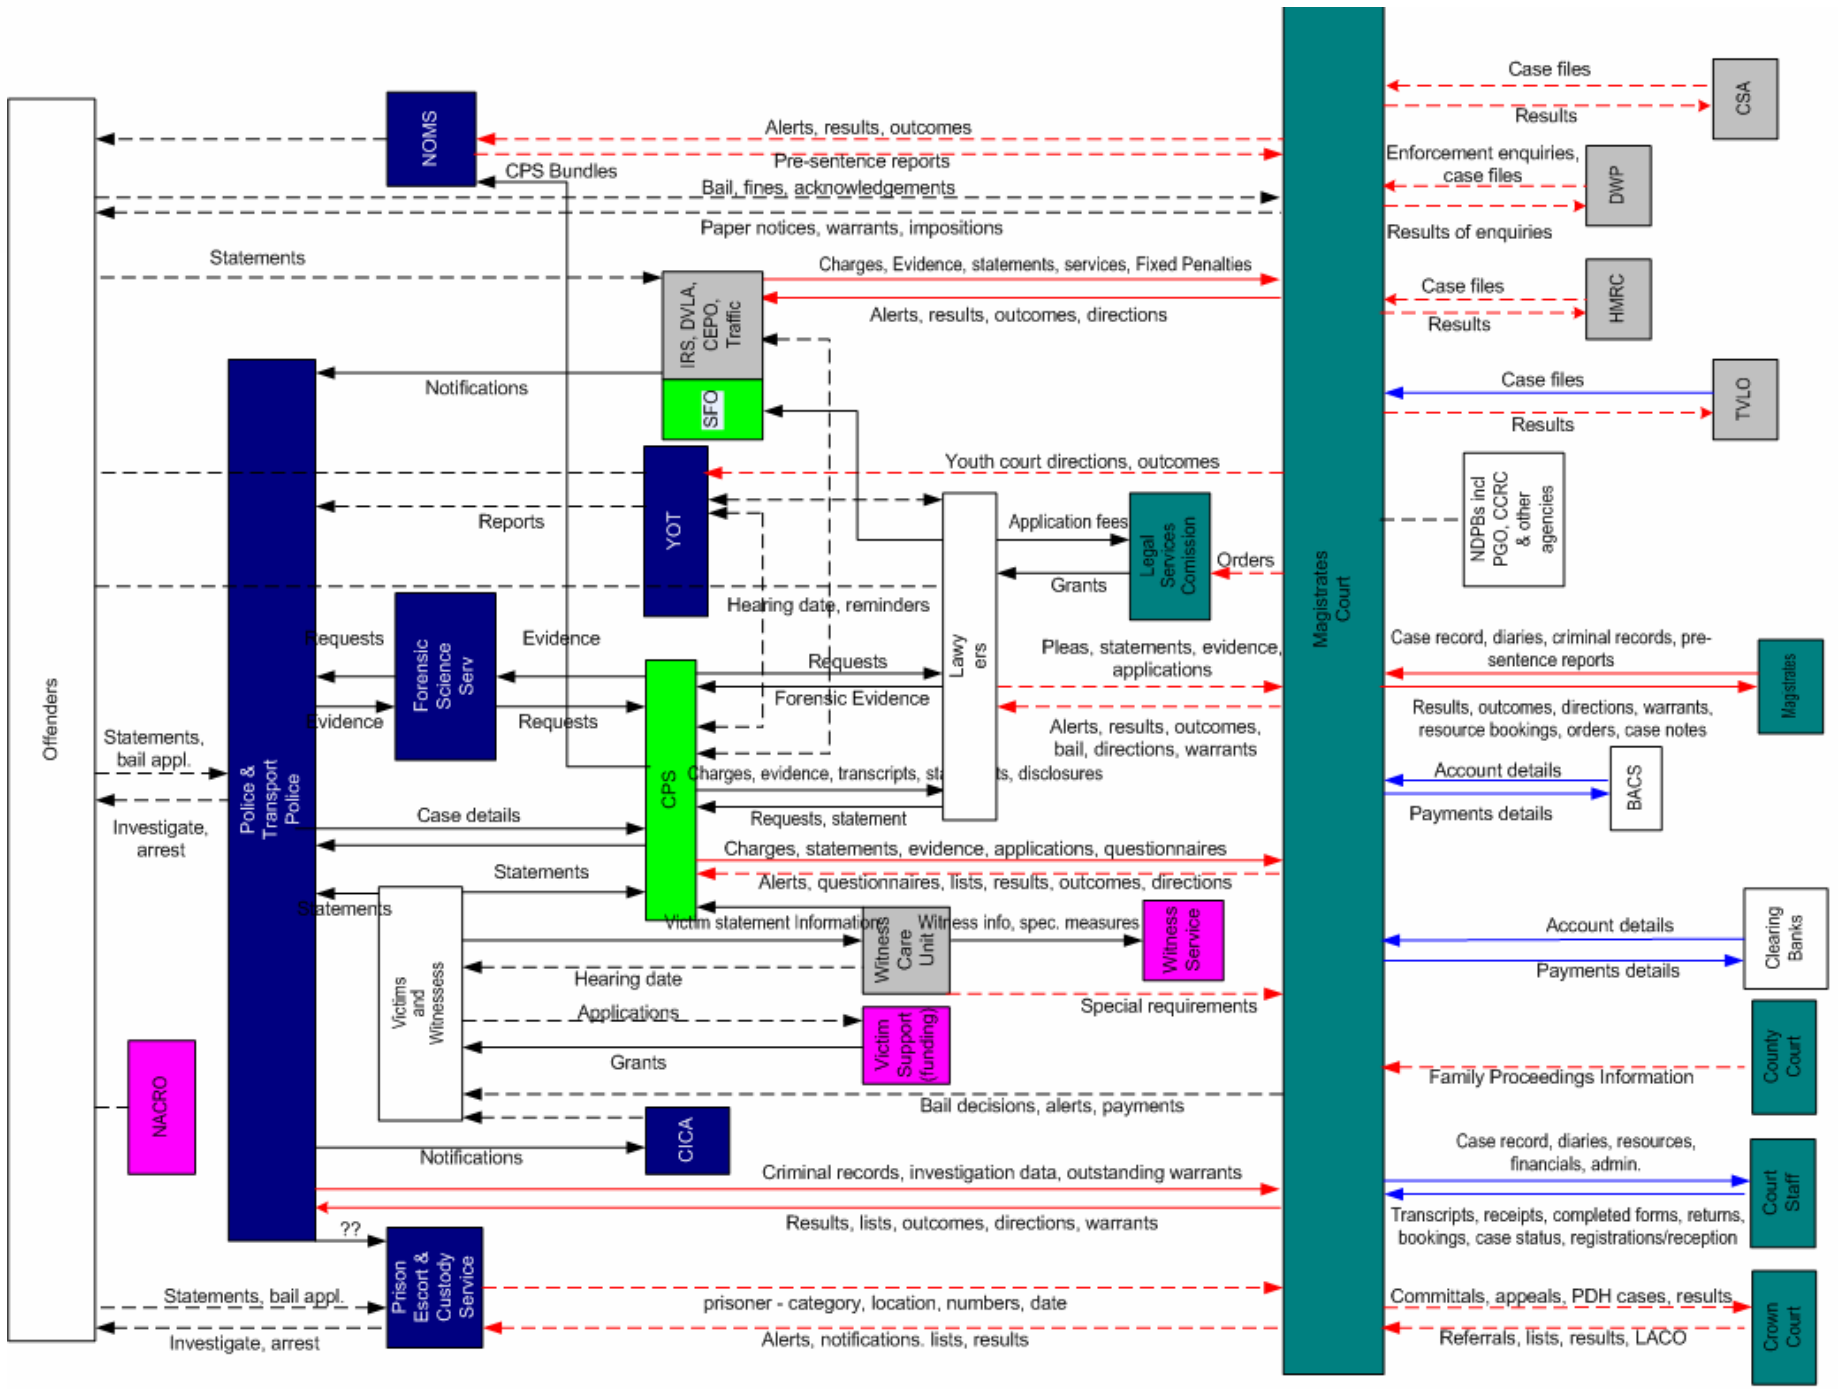 Case files
CSA
Results
NOMS
Alerts, results, outcomes
Pre-sentence reports
CPS Bundles
Enforcement enquiries,
case files
DWP
Results of enquiries
Bail, fines, acknowledgements
Paper notices, warrants, impositions
Statements
IRS, DVLA,
CEPO,
Traffic
Charges, Evidence, statements, services, Fixed Penalties
Alerts, results, outcomes, directions
Case files
HMRC
Results
Notifications
SFO
Case files
TVLO
Results
YOT
Youth court directions, outcomes
Reports
NDPBs incl
PGO, CCRC
& other
agencies
Application fees
Legal
Services
Comission
Orders
Grants
Hearing date, reminders
Magistrates
Court
Offenders
Police &
Transport
Police
Requests
Evidence
Forensic
Science
Serv
Evidence
Requests
CPS
Requests
Forensic Evidence
Lawy
ers
Pleas, statements, evidence,
applications
Alerts, results, outcomes,
bail, directions, warrants
Case record, diaries, criminal records, pre-
sentence reports
Magistrates
Results, outcomes, directions, warrants,
resource bookings, orders, case notes
Statements,
bail appl.
Investigate,
arrest
Charges, evidence, transcripts, disclosures
Requests, statement
Account details
BACS
Payments details
Case details
Charges, statements, evidence, applications, questionnaires
Alerts, questionnaires, lists, results, outcomes, directions
Statements
Statements
Victims
and
Witnessess
Victim statement Information
Witness
Care
Unit
Witness info, spec. measures
Witness
Service
Hearing date
Special requirements
Account details
Clearing
Banks
Payments details
Applications
Victim
Support
(funding)
Grants
Bail decisions, alerts, payments
County
Court
Family Proceedings Information
NACRO
CICA
Notifications
Criminal records, investigation data, outstanding warrants
Results, lists, outcomes, directions, warrants
Case record, diaries, resources,
financials, admin.
Court
Staff
Transcripts, receipts, completed forms, returns,
bookings, case status, registrations/reception
??
Prison
Escort &
Custody
Service
Statements, bail appl.
Investigate, arrest
prisoner - category, location, numbers, date
Alerts, notifications. lists, results
Committals, appeals, PDH cases, results
Crown
Court
Referrals, lists, results, LACO